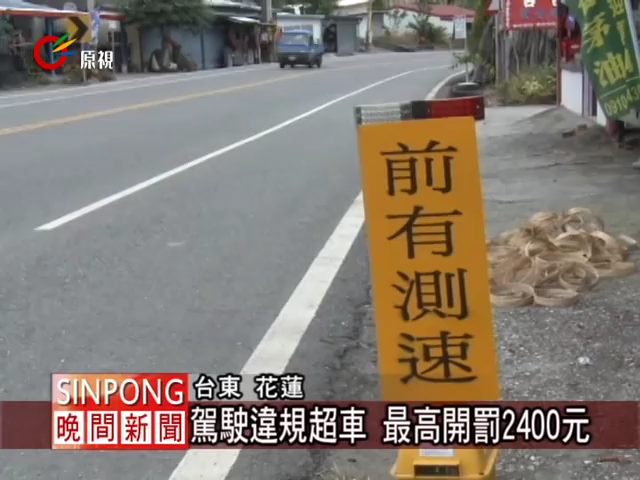 原視
前有測速
SINPONG
晚間新聞
台東 花蓮
駕駛違規超車 最高開罰2400元